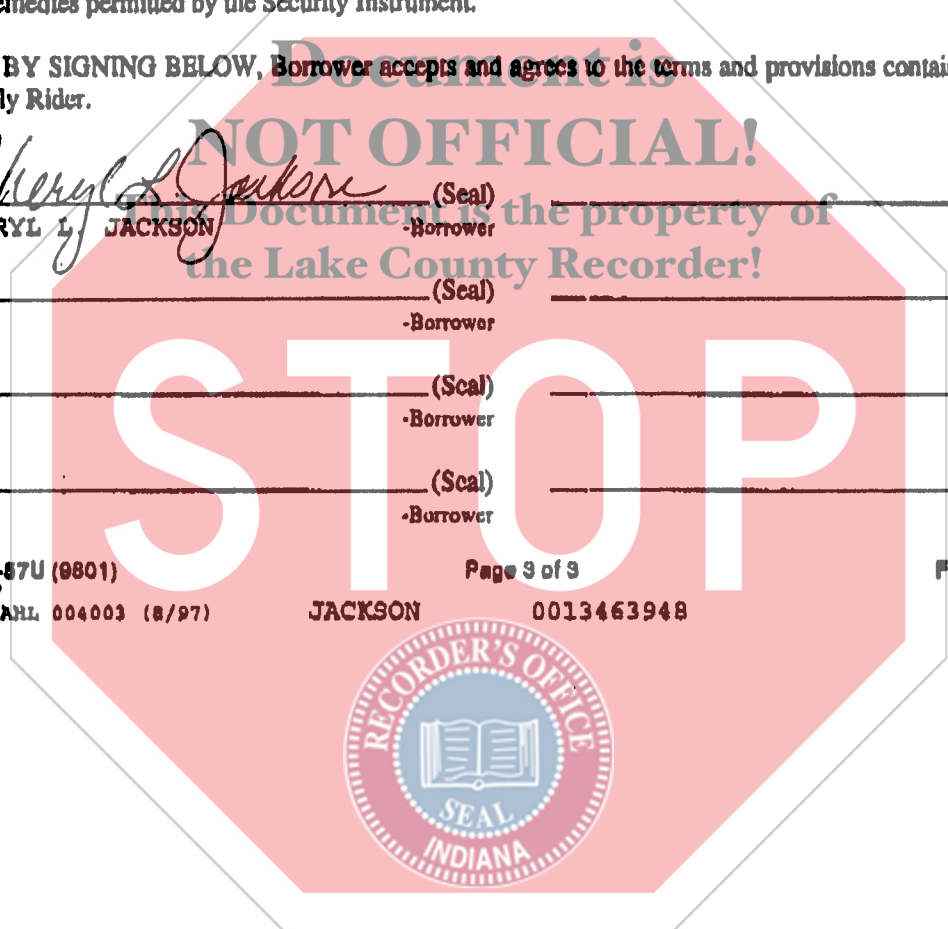 emedies permitted by the Security Instrument.
BY SIGNING BELOW, Borrower accepts and agrees to the terms and provisions contai
ly Rider.
Document is
NOT OFFICIAL!
This Document is the property of
the Lake County Recorder!
heryl L. Jackson (Seal)
RYL L. JACKSON -Borrower
(Seal)
-Borrower
(Seal)
-Borrower
(Seal)
-Borrower
STOP
-57U (9801) Page 3 of 3 F
AHL 004003 (8/97) JACKSON 0013463948
RECORDER'S OFFICE
SEAL
INDIANA